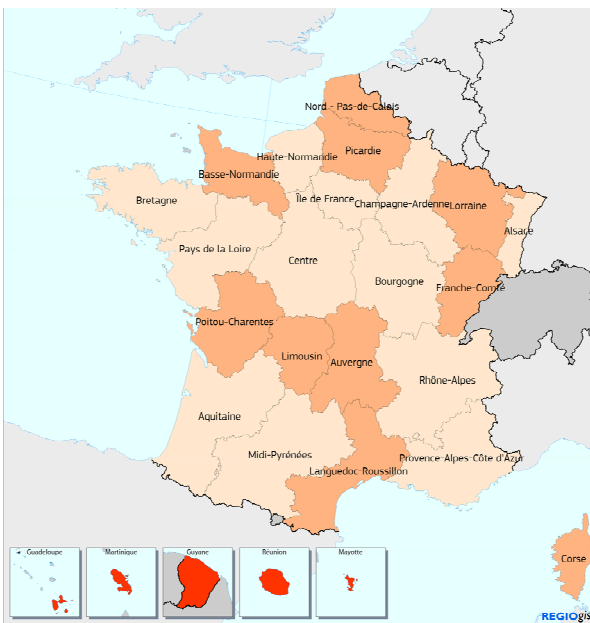 Nord - Pas-de-Calais
Picardie
Haute-Normandie
Basse-Normandie
Île de France
Champagne-Ardenne
Lorraine
Alsace
Bretagne
Pays de la Loire
Centre
Bourgogne
Franche-Comté
Poitou-Charentes
Limousin
Auvergne
Rhône-Alpes
Aquitaine
Midi-Pyrénées
Provence-Alpes-Côte d'Azur
Languedoc-Roussillon
Corse
Guadeloupe
Martinique
Guyane
Réunion
Mayotte
REGIOgis